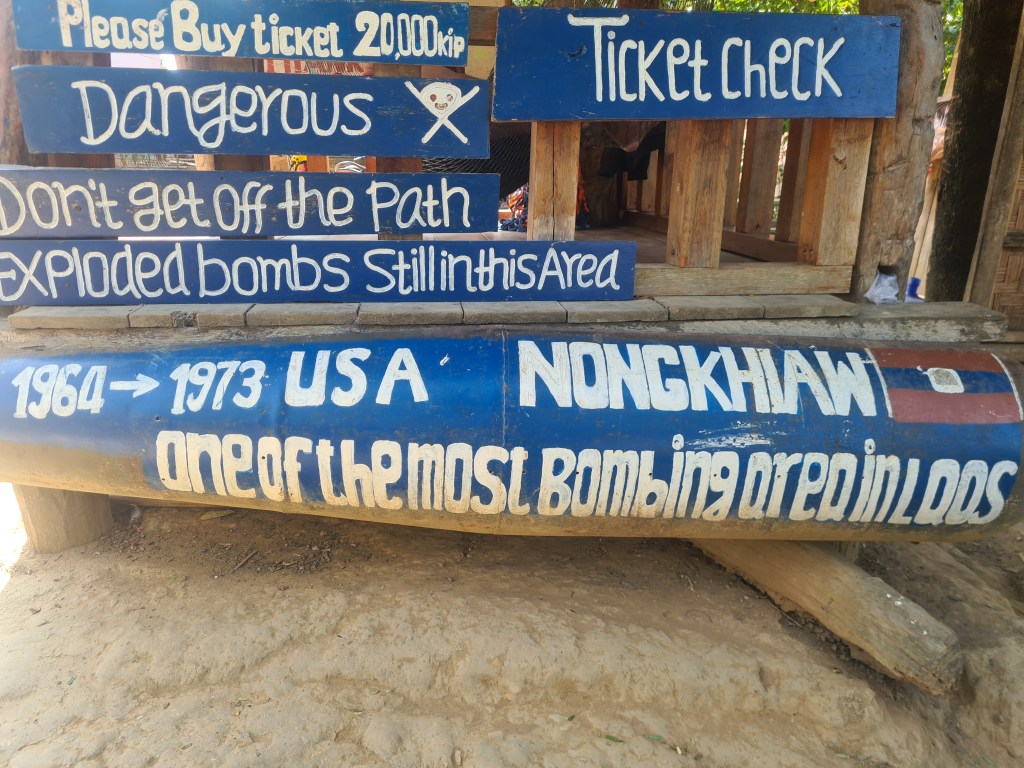 Please Buy ticket 20,000kip
Ticket check
Dangerous
Don't get off the Path
Exploded bombs Still in this Area
1964 → 1973 USA NONGKHIAW
one of the most Bombing area in Laos